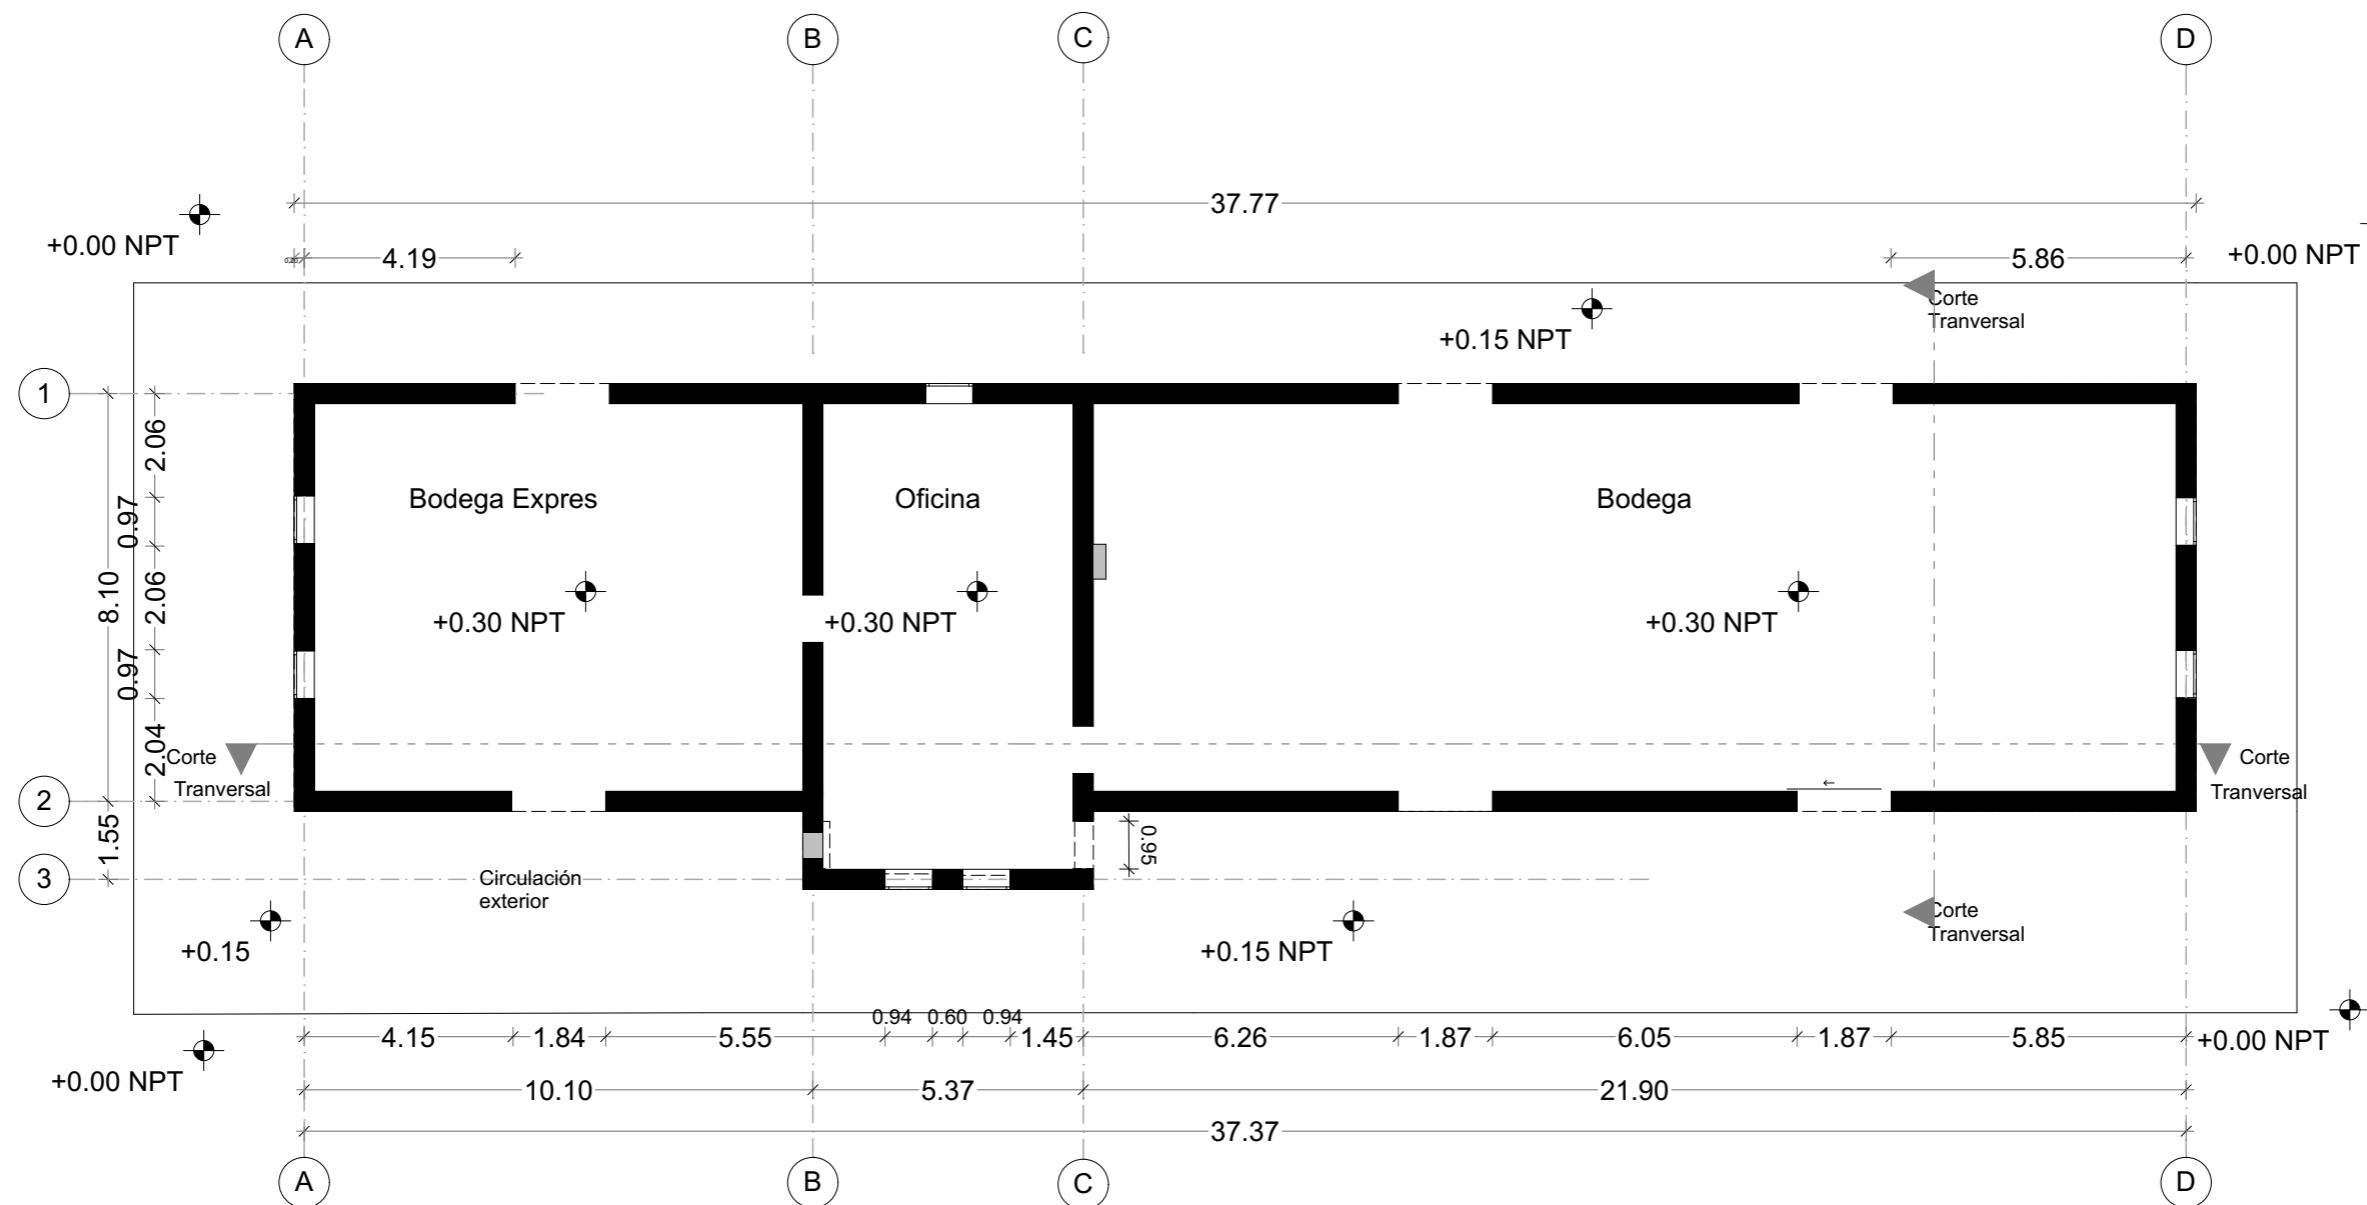 A
B
C
D
37.77
+0.00 NPT
4.19
5.86
+0.00 NPT
Corte
Tranversal
+0.15 NPT
1
2.06
0.97
Bodega Expres
Oficina
Bodega
8.10
2.06
+0.30 NPT
+0.30 NPT
+0.30 NPT
0.97
2.04
Corte
Tranversal
Corte
Tranversal
2
1.55
0.95
3
Circulación
exterior
Corte
Tranversal
+0.15
+0.15 NPT
0.94
0.60
0.94
4.15
1.84
5.55
1.45
6.26
1.87
6.05
1.87
5.85
+0.00 NPT
+0.00 NPT
10.10
5.37
21.90
37.37
A
B
C
D